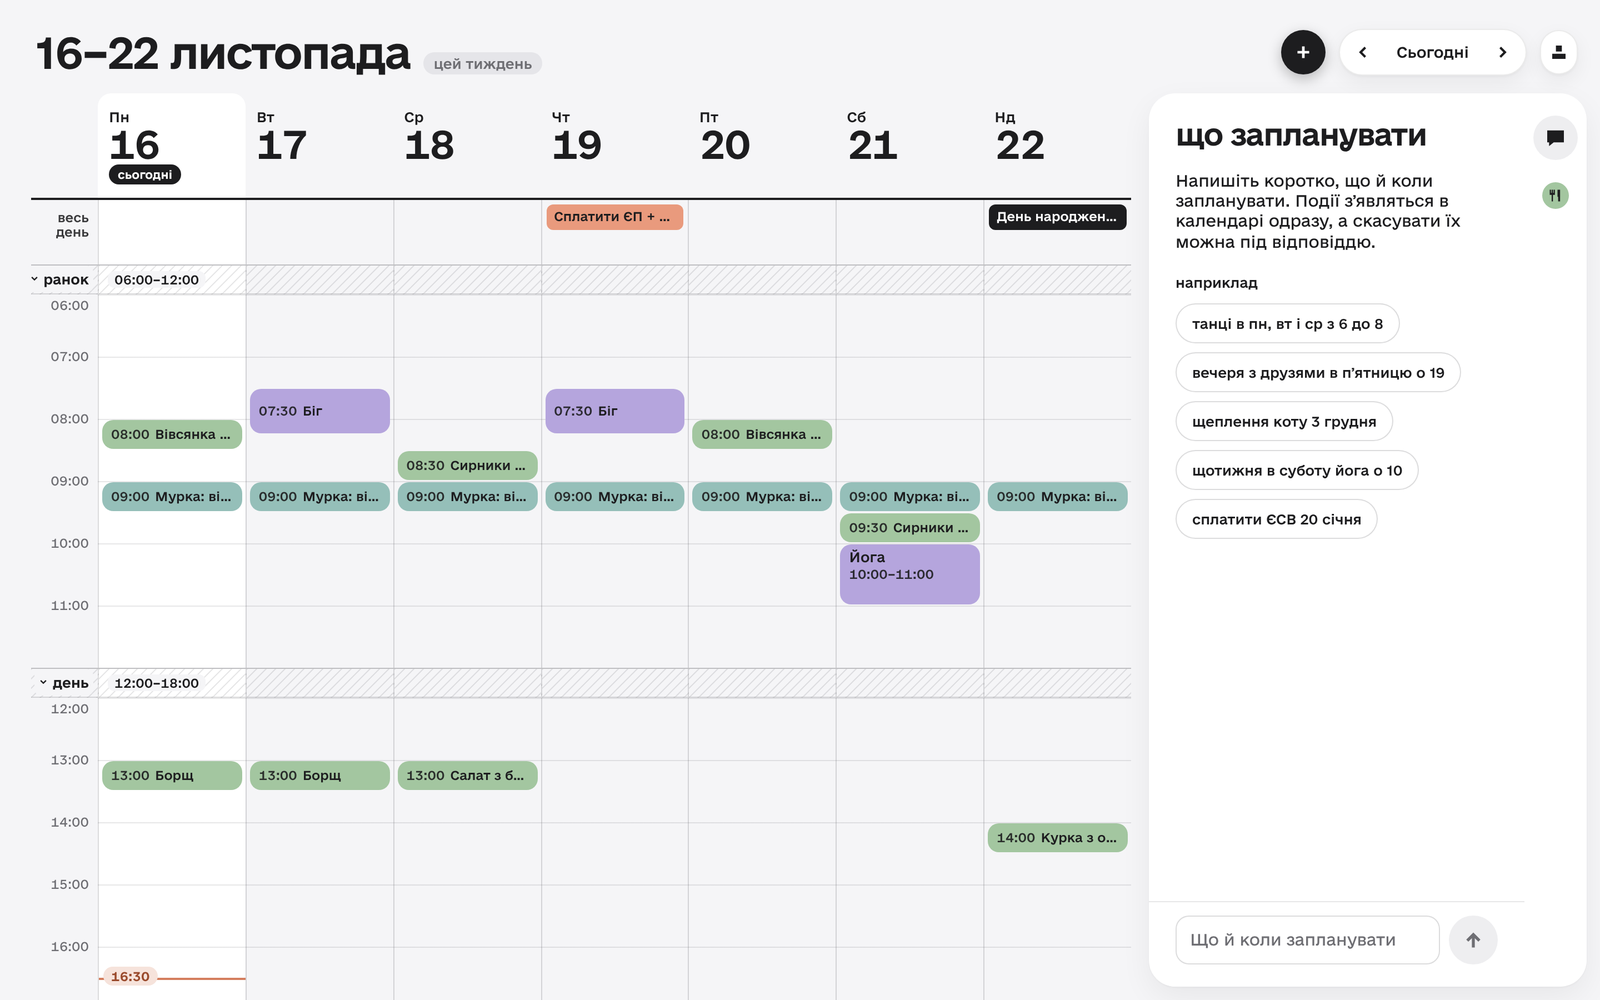 16–22 листопада цей тиждень
+
Сьогодні
Пн
16
сьогодні
Вт
17
Ср
18
Чт
19
Пт
20
Сб
21
Нд
22
весь
день
Сплатити ЄП + ...
День народжен...
ранок 06:00–12:00
06:00
07:00
07:30 Біг
07:30 Біг
08:00
08:00 Вівсянка ...
08:00 Вівсянка ...
08:30 Сирники ...
09:00
09:00 Мурка: ві...
09:00 Мурка: ві...
09:00 Мурка: ві...
09:00 Мурка: ві...
09:00 Мурка: ві...
09:00 Мурка: ві...
09:00 Мурка: ві...
09:30 Сирники ...
10:00
Йога
10:00–11:00
11:00
день 12:00–18:00
12:00
13:00
13:00 Борщ
13:00 Борщ
13:00 Салат з б...
14:00
14:00 Курка з о...
15:00
16:00
16:30
що запланувати
Напишіть коротко, що й коли
запланувати. Події з’являться в
календарі одразу, а скасувати їх
можна під відповіддю.
наприклад
танці в пн, вт і ср з 6 до 8
вечеря з друзями в п’ятницю о 19
щеплення коту 3 грудня
щотижня в суботу йога о 10
сплатити ЄСВ 20 січня
Що й коли запланувати